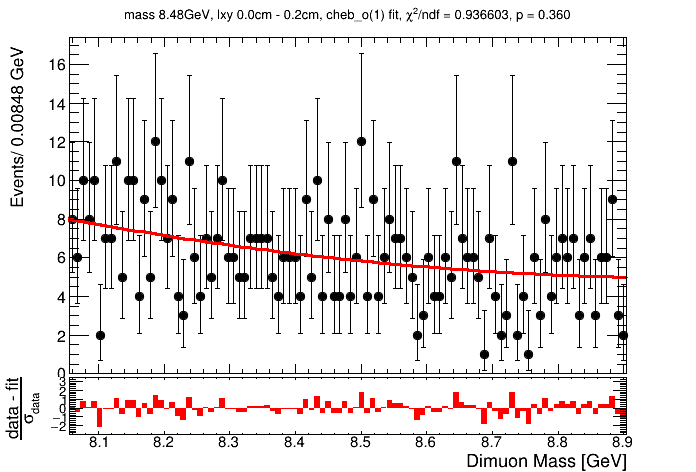 mass 8.48GeV, lxy 0.0cm - 0.2cm, cheb_o(1) fit, χ²/ndf = 0.936603, p = 0.360
Events/ 0.00848 GeV
16
14
12
10
8
6
4
2
0
data - fit
σdata
3
2
1
0
−1
−2
8.1 8.2 8.3 8.4 8.5 8.6 8.7 8.8 8.9
Dimuon Mass [GeV]